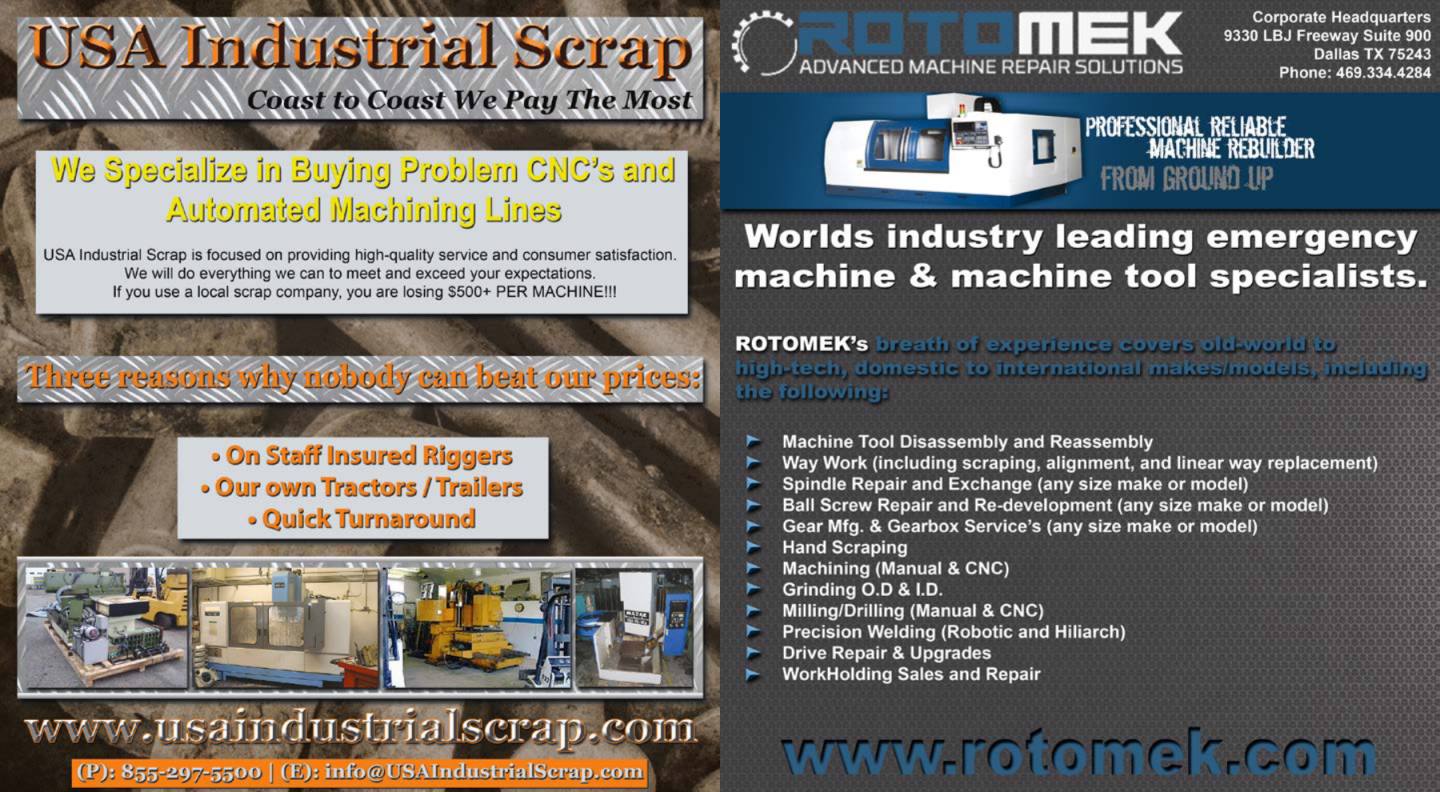 USA Industrial Scrap
Coast to Coast We Pay The Most
We Specialize in Buying Problem CNC's and
Automated Machining Lines
USA Industrial Scrap is focused on providing high-quality service and consumer satisfaction.
We will do everything we can to meet and exceed your expectations.
If you use a local scrap company, you are losing $500+ PER MACHINE!!!
Three reasons why nobody can beat our prices:
• On Staff Insured Riggers
• Our own Tractors / Trailers
• Quick Turnaround
www.usaindustrialscrap.com
(P): 855-297-5500 | (E): info@USAIndustrialScrap.com
ROTOMEK
ADVANCED MACHINE REPAIR SOLUTIONS
Corporate Headquarters
9330 LBJ Freeway Suite 900
Dallas TX 75243
Phone: 469.334.4284
PROFESSIONAL RELIABLE
MACHINE REBUILDER
FROM GROUND UP
Worlds industry leading emergency
machine & machine tool specialists.
ROTOMEK's breath of experience covers old-world to
high-tech, domestic to international makes/models, including
the following:
Machine Tool Disassembly and Reassembly
Way Work (including scraping, alignment, and linear way replacement)
Spindle Repair and Exchange (any size make or model)
Ball Screw Repair and Re-development (any size make or model)
Gear Mfg. & Gearbox Service's (any size make or model)
Hand Scraping
Machining (Manual & CNC)
Grinding O.D & I.D.
Milling/Drilling (Manual & CNC)
Precision Welding (Robotic and Hiliarch)
Drive Repair & Upgrades
WorkHolding Sales and Repair
www.rotomek.com